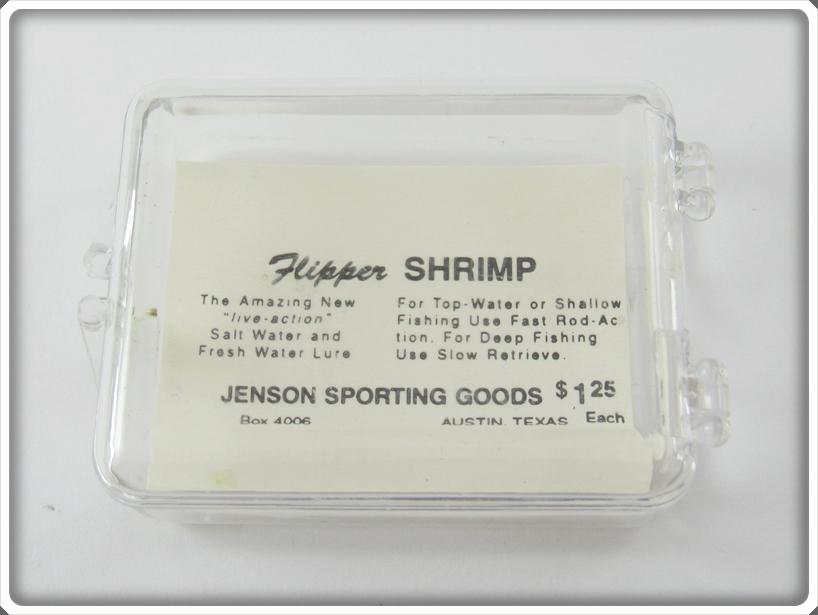 Flipper SHRIMP
The Amazing New
"live-action"
Salt Water and
Fresh Water Lure
For Top-Water or Shallow
Fishing Use Fast Rod-Ac
tion. For Deep Fishing
Use Slow Retrieve.
JENSON SPORTING GOODS $1.25
Box 4006 AUSTIN, TEXAS Each